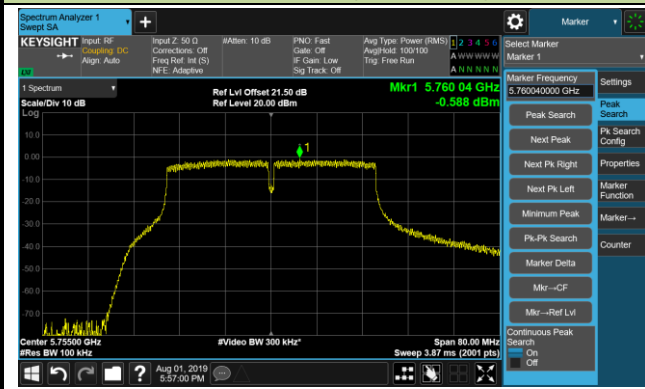 Spectrum Analyzer 1
Swept SA
+
Marker
KEYSIGHT
Input: RF
Coupling: DC
Align: Auto
Input Z: 50 Ω
Corrections: Off
Freq Ref: Int (S)
NFE: Adaptive
#Atten: 10 dB
PNO: Fast
Gate: Off
IF Gain: Low
Sig Track: Off
Avg Type: Power (RMS)
Avg|Hold: 100/100
Trig: Free Run
1 2 3 4 5 6
A W W W W W
A N N N N N
Select Marker
Marker 1
1 Spectrum
Scale/Div 10 dB
Log
Ref Lvl Offset 21.50 dB
Ref Level 20.00 dBm
Mkr1 5.760 04 GHz
-0.588 dBm
1
10.0
0.00
-10.0
-20.0
-30.0
-40.0
-50.0
-60.0
-70.0
Center 5.75500 GHz
#Res BW 100 kHz
#Video BW 300 kHz*
Span 80.00 MHz
Sweep 3.87 ms (2001 pts)
Marker Frequency
5.760040000 GHz
Peak Search
Next Peak
Next Pk Right
Next Pk Left
Minimum Peak
Pk-Pk Search
Marker Delta
Mkr→CF
Mkr→Ref Lvl
Continuous Peak
Search
On
Off
Settings
Peak
Search
Pk Search
Config
Properties
Marker
Function
Marker→
Counter
?
Aug 01, 2019
5:57:00 PM